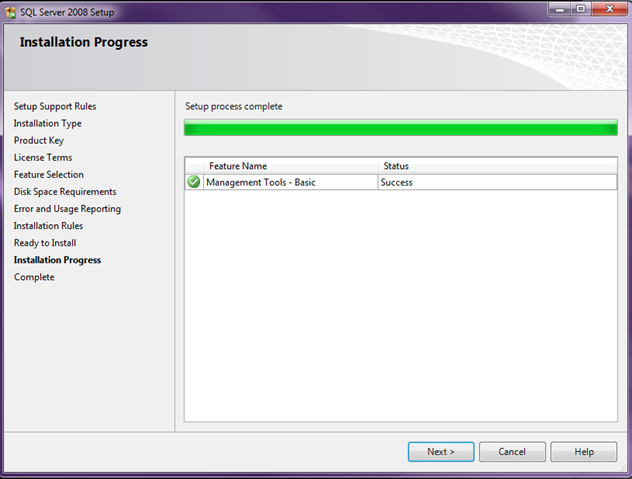 SQL Server 2008 Setup
Installation Progress
Setup Support Rules
Installation Type
Product Key
License Terms
Feature Selection
Disk Space Requirements
Error and Usage Reporting
Installation Rules
Ready to Install
Installation Progress
Complete
Setup process complete
Feature Name Status
Management Tools - Basic Success
Next > Cancel Help